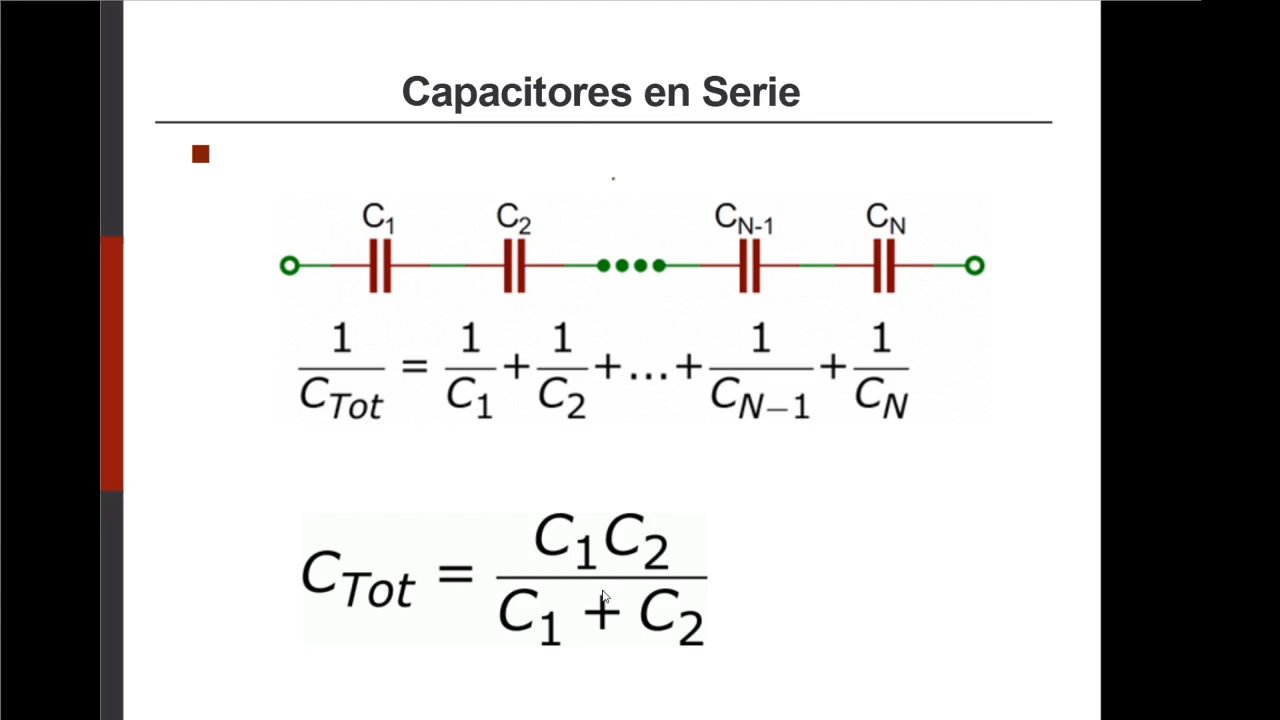 Capacitores en Serie
C1 C2 CN-1 CN
1/CTot = 1/C1 + 1/C2 + ... + 1/CN−1 + 1/CN
CTot = C1C2/C1 + C2